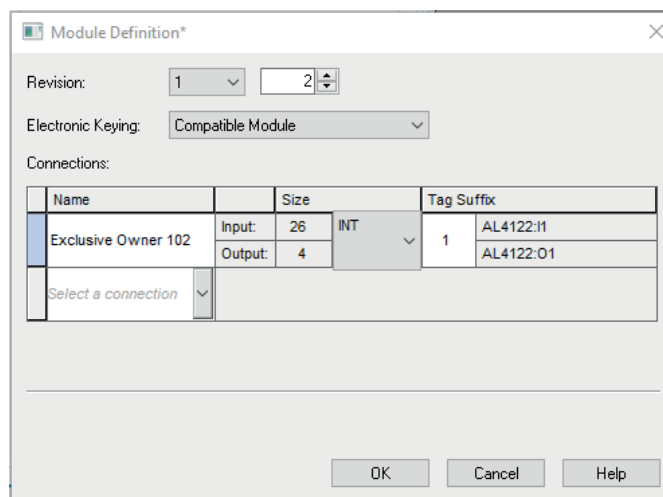 Module Definition*
Revision: 1 2
Electronic Keying: Compatible Module
Connections:
Name Size Tag Suffix
Exclusive Owner 102 Input: 26 INT 1 AL4122:I1
Output: 4 AL4122:O1
Select a connection
OK Cancel Help